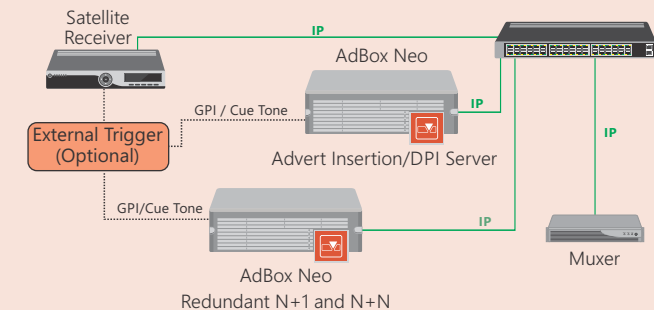 Satellite
Receiver
IP
AdBox Neo
GPI / Cue Tone
IP
External Trigger
(Optional)
Advert Insertion/DPI Server
IP
GPI/Cue Tone
IP
Muxer
AdBox Neo
Redundant N+1 and N+N